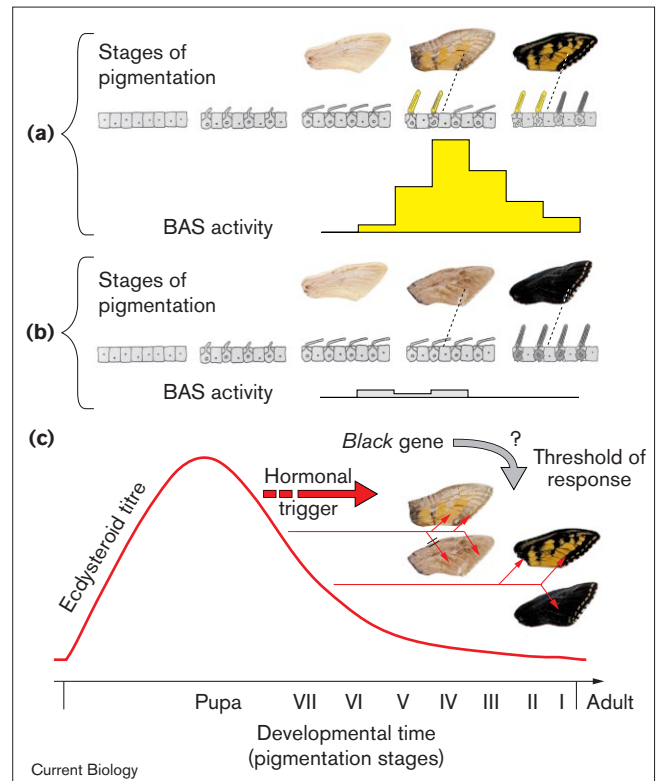 Stages of
pigmentation
(a)
BAS activity
Stages of
pigmentation
(b)
BAS activity
(c)
Black gene
?
Threshold of
response
Hormonal
trigger
Ecdysteroid titre
Pupa VII VI V IV III II I Adult
Developmental time
(pigmentation stages)
Current Biology